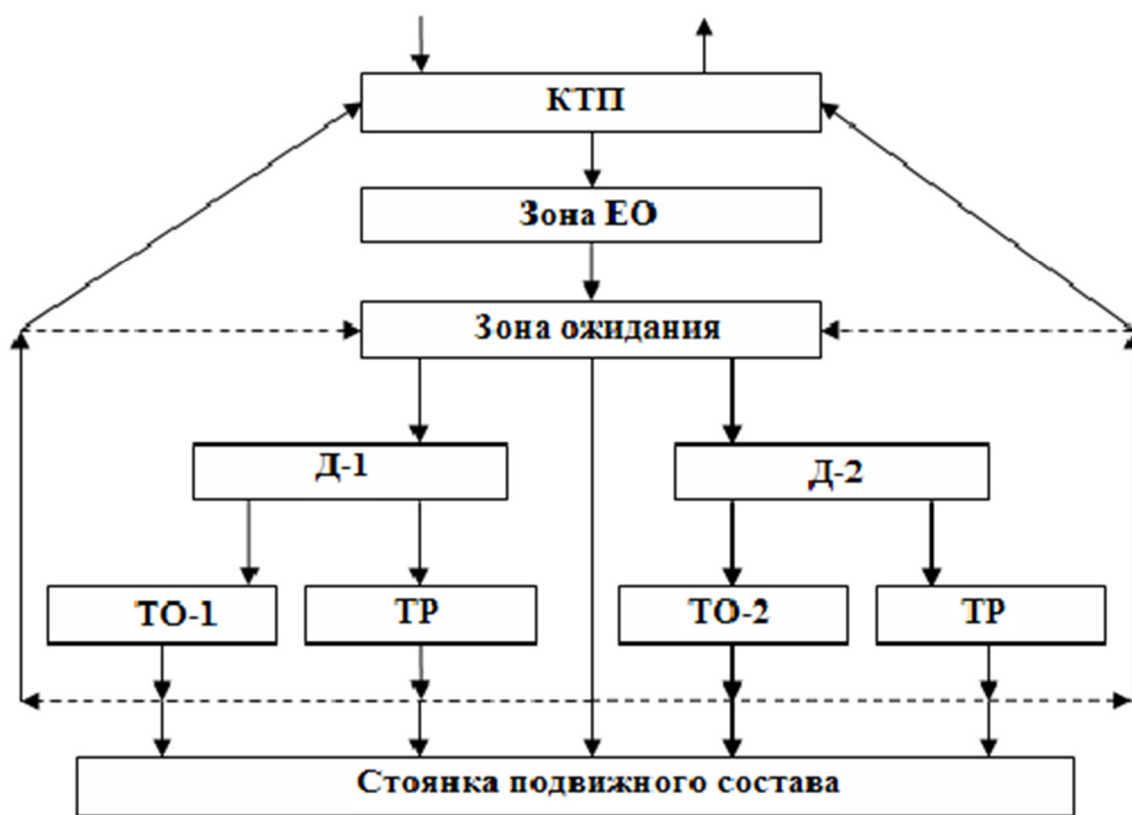 КТП
Зона ЕО
Зона ожидания
Д-1
Д-2
ТО-1
ТР
ТО-2
ТР
Стоянка подвижного состава